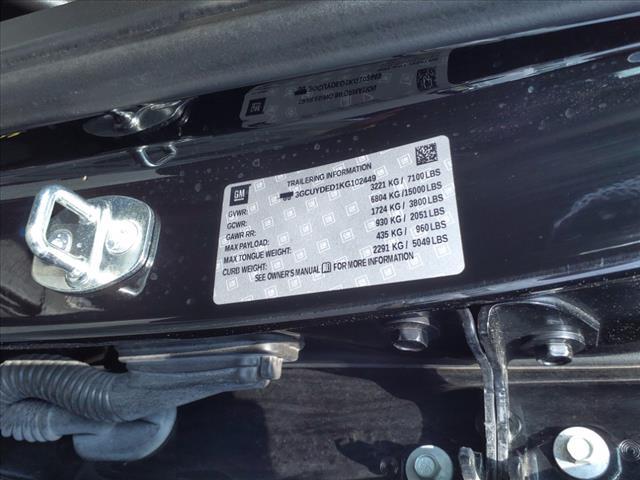 GM
TRAILERING INFORMATION
3GCUYDED1KG102449
GVWR: 3221 KG / 7100 LBS
GCWR: 6804 KG /15000 LBS
GAWR RR: 1724 KG / 3800 LBS
MAX PAYLOAD: 930 KG / 2051 LBS
MAX TONGUE WEIGHT: 435 KG / 960 LBS
CURB WEIGHT: 2291 KG / 5049 LBS
SEE OWNER'S MANUAL FOR MORE INFORMATION